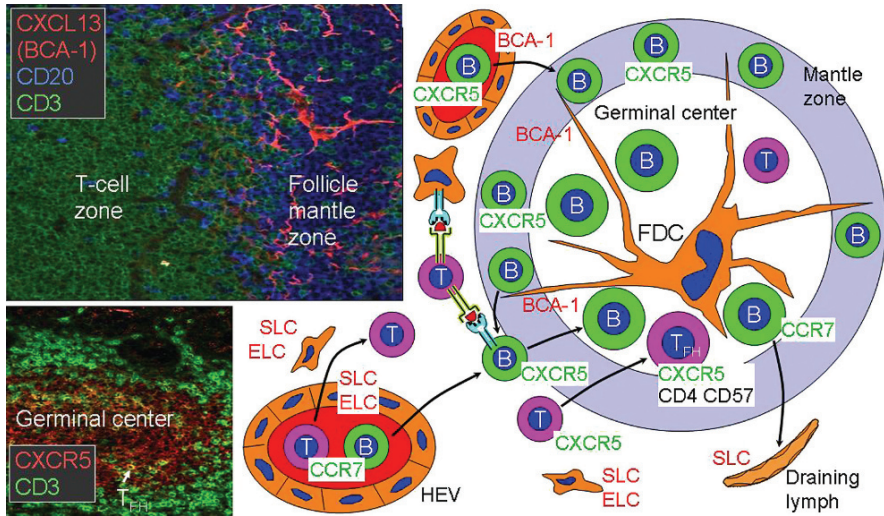 CXCL13
(BCA-1)
CD20
CD3
T-cell
zone
Follicle
mantle
zone
Germinal center
CXCR5
CD3
TFH
BCA-1
B
CXCR5
B
B
CXCR5
B
Mantle
zone
Germinal center
BCA-1
B
T
B
B
CXCR5
FDC
B
T
B
BCA-1
B
B
CCR7
TFH
CXCR5
CD4 CD57
B
CXCR5
SLC
ELC
T
SLC
ELC
T
B
CCR7
HEV
T
CXCR5
SLC
ELC
SLC
Draining
lymph